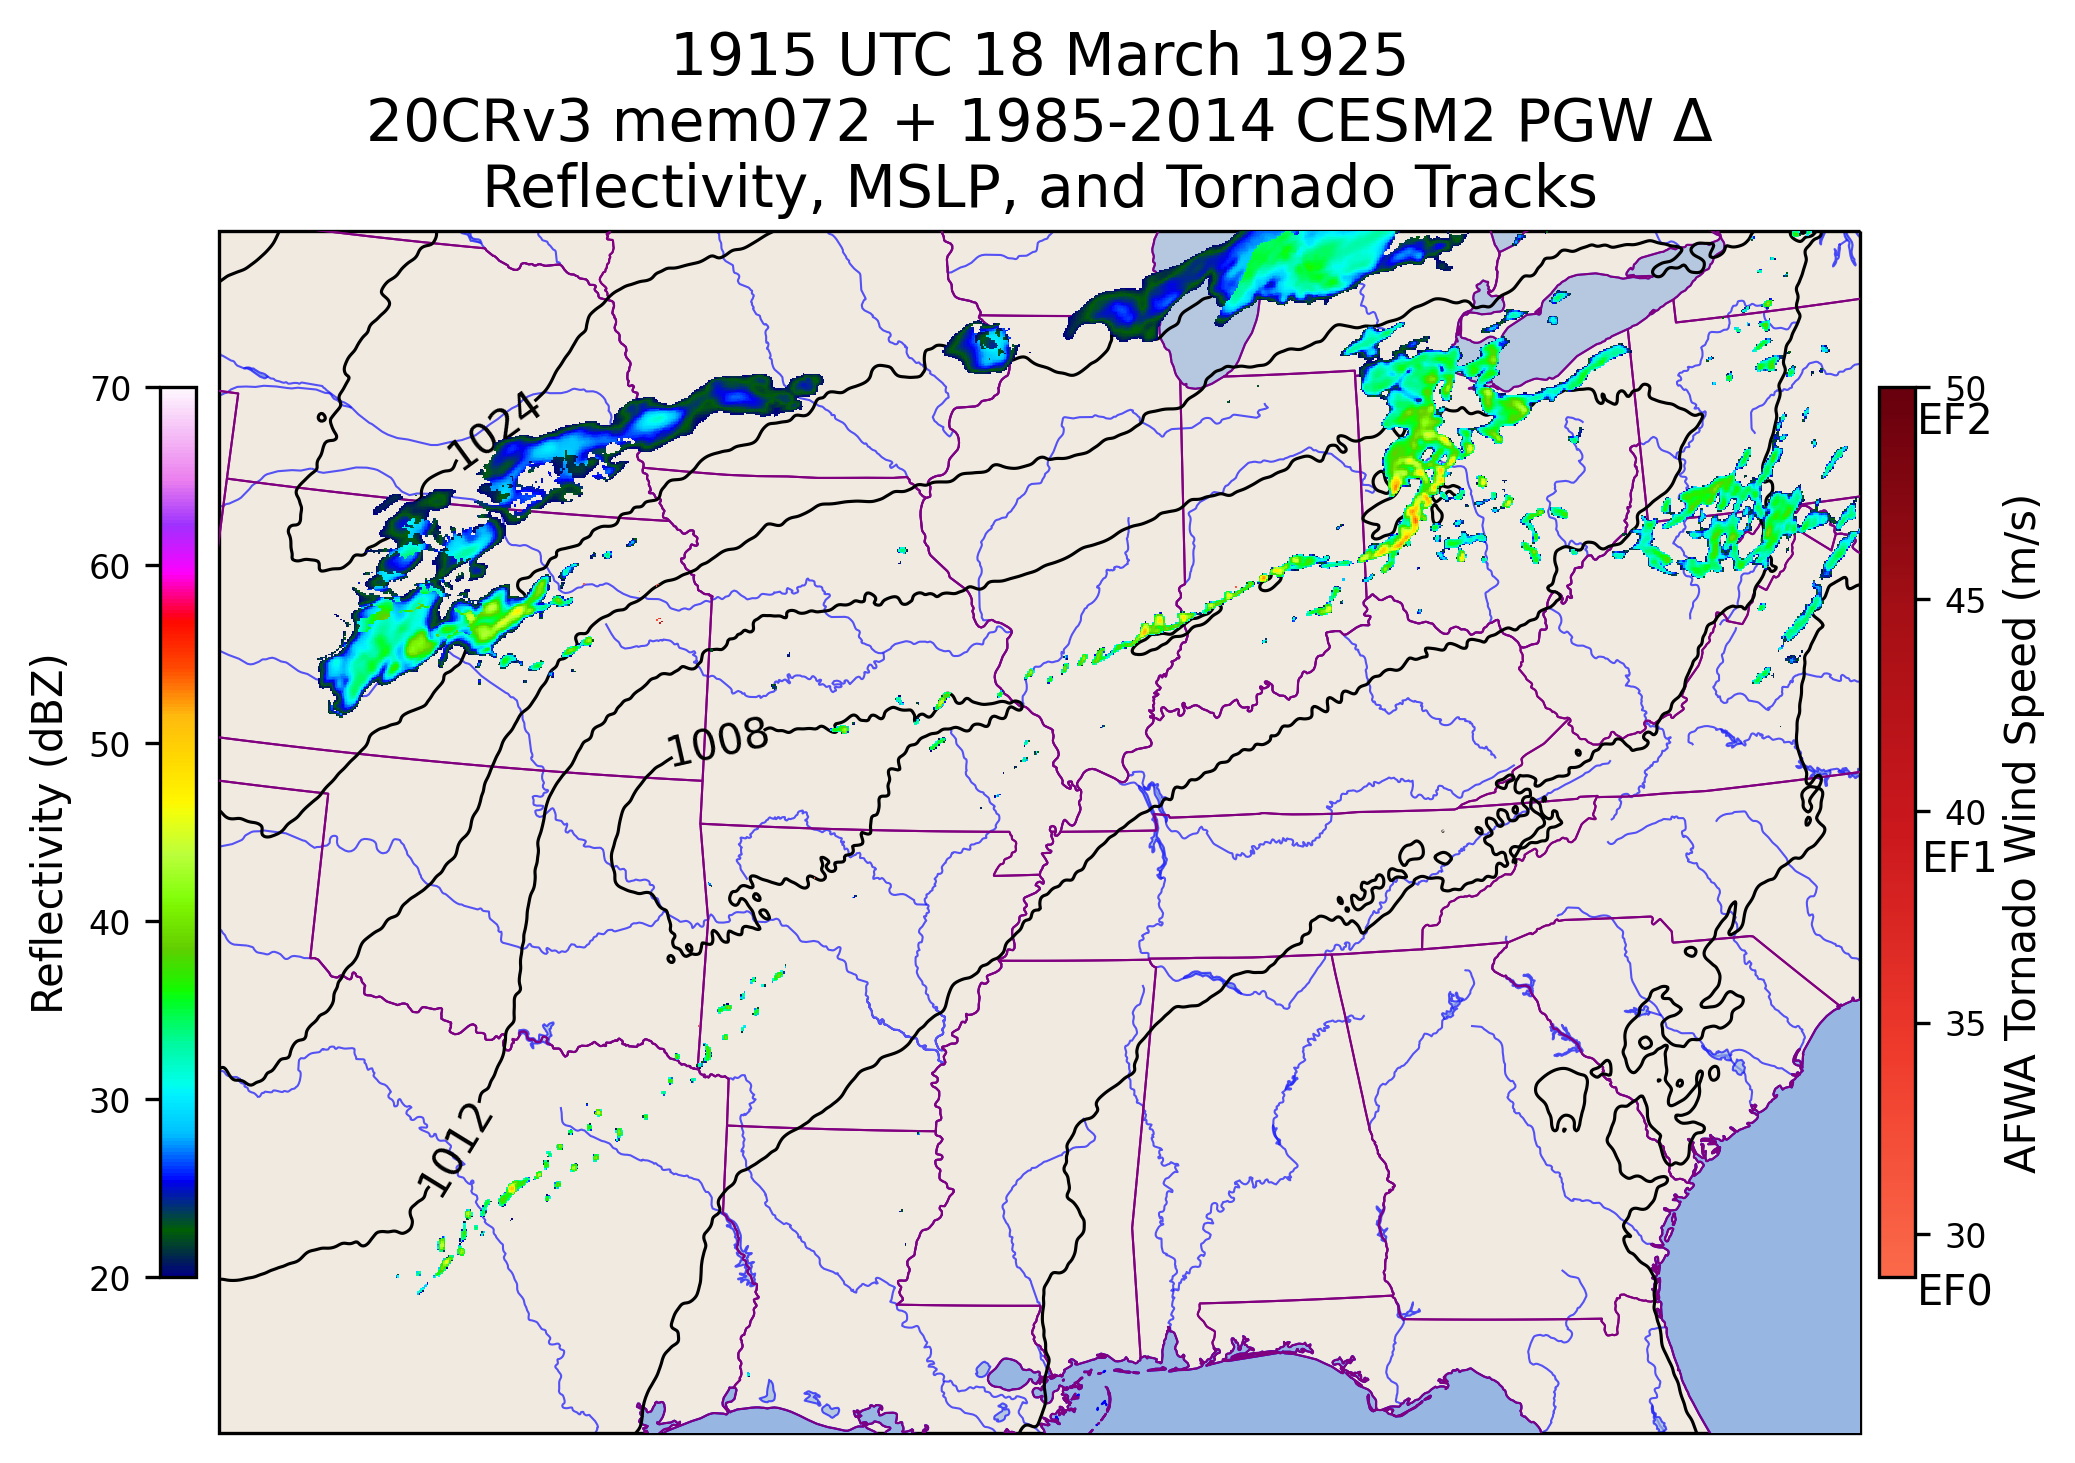 1915 UTC 18 March 1925
20CRv3 mem072 + 1985-2014 CESM2 PGW Δ
Reflectivity, MSLP, and Tornado Tracks
70
60
50
40
30
20
Reflectivity (dBZ)
1024
1008
1012
50
EF2
45
40
EF1
35
30
EF0
AFWA Tornado Wind Speed (m/s)